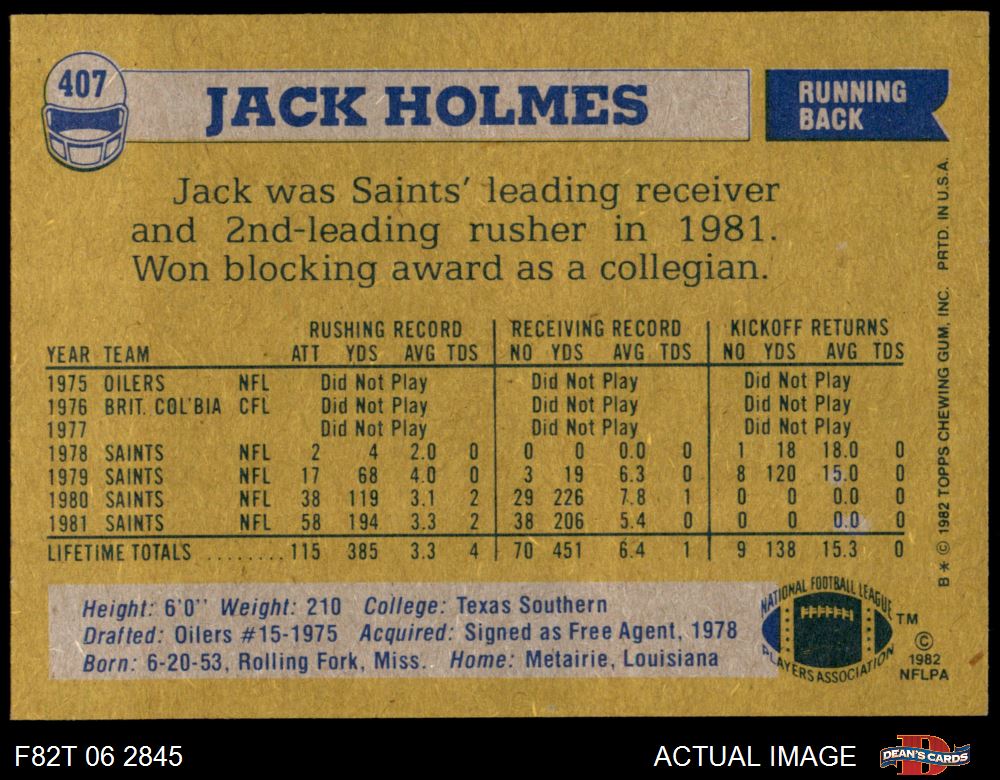 407
JACK HOLMES
RUNNING
BACK
Jack was Saints' leading receiver
and 2nd-leading rusher in 1981.
Won blocking award as a collegian.
RUSHING RECORD RECEIVING RECORD KICKOFF RETURNS
YEAR TEAM ATT YDS AVG TDS NO YDS AVG TDS NO YDS AVG TDS
1975 OILERS NFL Did Not Play Did Not Play Did Not Play
1976 BRIT. COL'BIA CFL Did Not Play Did Not Play Did Not Play
1977 Did Not Play Did Not Play Did Not Play
1978 SAINTS NFL 2 4 2.0 0 0 0 0.0 0 1 18 18.0 0
1979 SAINTS NFL 17 68 4.0 0 3 19 6.3 0 8 120 15.0 0
1980 SAINTS NFL 38 119 3.1 2 29 226 7.8 1 0 0 0.0 0
1981 SAINTS NFL 58 194 3.3 2 38 206 5.4 0 0 0 0.0 0
LIFETIME TOTALS ........ 115 385 3.3 4 70 451 6.4 1 9 138 15.3 0
Height: 6'0" Weight: 210 College: Texas Southern
Drafted: Oilers #15-1975 Acquired: Signed as Free Agent, 1978
Born: 6-20-53, Rolling Fork, Miss. Home: Metairie, Louisiana
NATIONAL FOOTBALL LEAGUE
PLAYERS ASSOCIATION
TM
©
1982
NFLPA
B* © 1982 TOPPS CHEWING GUM, INC. PRTD. IN U.S.A.
F82T 06 2845
ACTUAL IMAGE
D
DEAN'S CARDS